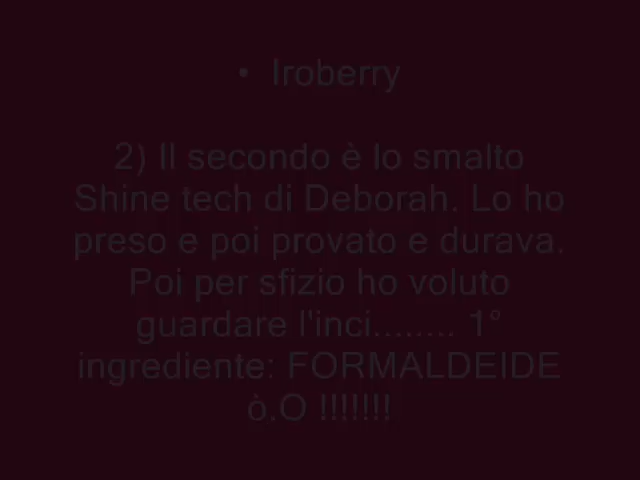 • Iroberry
2) Il secondo è lo smalto
Shine tech di Deborah. Lo ho
preso e poi provato e durava.
Poi per sfizio ho voluto
guardare l'inci........ 1°
ingrediente: FORMALDEIDE
ò.O !!!!!!!